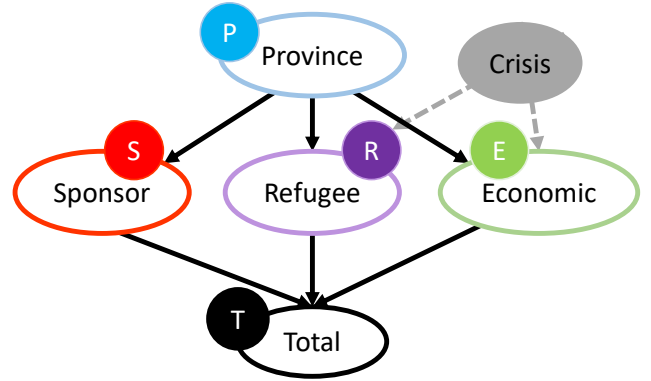 P
Province
Crisis
S
R
E
Sponsor
Refugee
Economic
T
Total